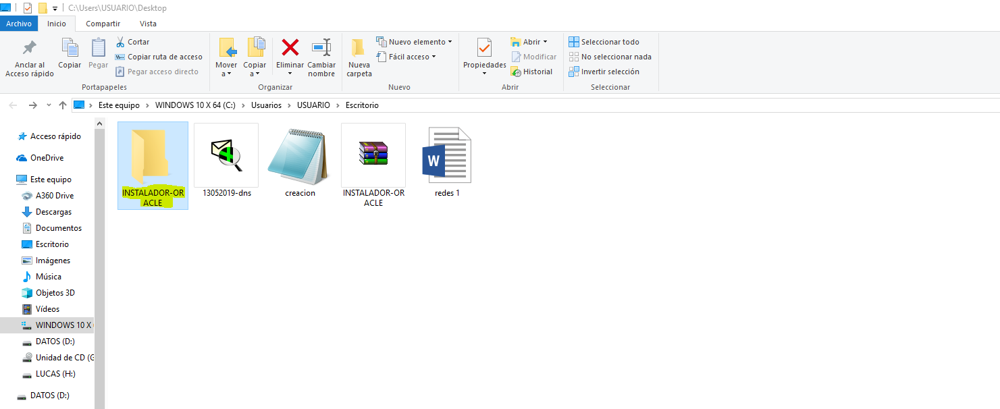 C:\Users\USUARIO\Desktop
Archivo Inicio Compartir Vista
Anclar al
Acceso rápido
Copiar
Pegar
Cortar
Copiar ruta de acceso
Pegar acceso directo
Portapapeles
Mover
a
Copiar
a
Eliminar
Cambiar
nombre
Organizar
Nueva
carpeta
Nuevo elemento
Fácil acceso
Nuevo
Propiedades
Abrir
Modificar
Historial
Abrir
Seleccionar todo
No seleccionar nada
Invertir selección
Seleccionar
Este equipo > WINDOWS 10 X 64 (C:) > Usuarios > USUARIO > Escritorio
Acceso rápido
OneDrive
Este equipo
A360 Drive
Descargas
Documentos
Escritorio
Imágenes
Música
Objetos 3D
Vídeos
WINDOWS 10 X
DATOS (D:)
Unidad de CD (G
LUCAS (H:)
DATOS (D:)
INSTALADOR-OR
ACLE
13052019-dns
creacion
INSTALADOR-OR
ACLE
W
redes 1